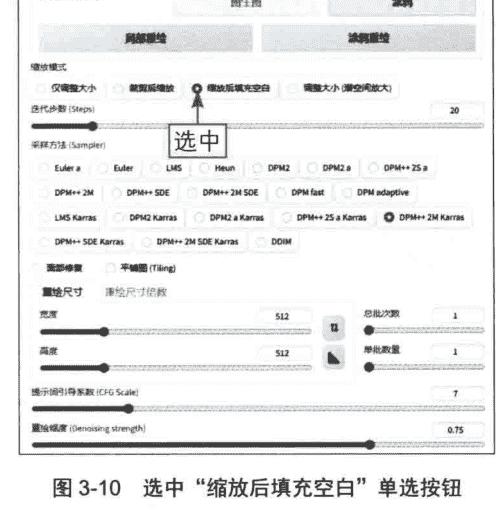 图生图 涂鸦
局部重绘 涂鸦重绘
缩放模式
仅调整大小 裁剪后缩放 缩放后填充空白 调整大小 (潜空间放大)
迭代步数 (Steps) 20
选中
采样方法 (Sampler)
Euler a Euler LMS Heun DPM2 DPM2 a DPM++ 2S a
DPM++ 2M DPM++ SDE DPM++ 2M SDE DPM fast DPM adaptive
LMS Karras DPM2 Karras DPM2 a Karras DPM++ 2S a Karras DPM++ 2M Karras
DPM++ SDE Karras DPM++ 2M SDE Karras DDIM
面部修复 平铺图 (Tiling)
重绘尺寸 重绘尺寸倍数
宽度 512 总批次数 1
高度 512 单批数量 1
提示词引导系数 (CFG Scale) 7
重绘幅度 (Denoising strength) 0.75
图 3-10 选中“缩放后填充空白”单选按钮